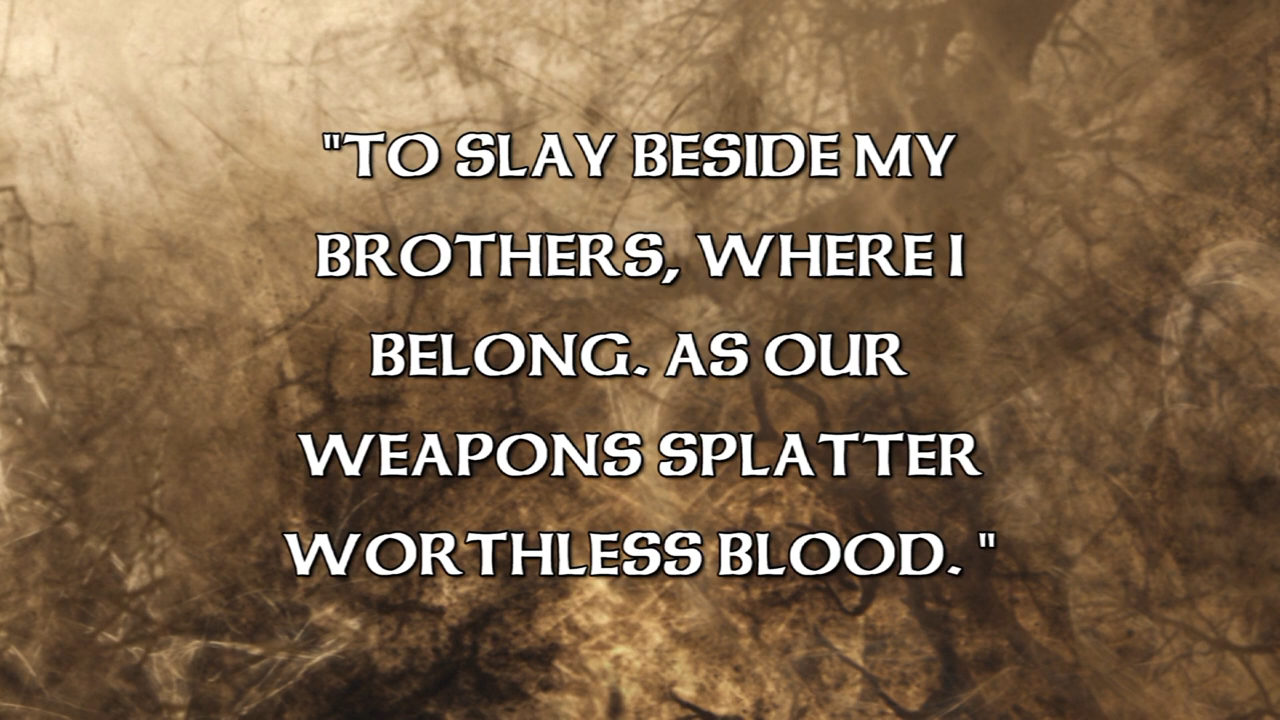 "TO SLAY BESIDE MY
BROTHERS, WHERE I
BELONG. AS OUR
WEAPONS SPLATTER
WORTHLESS BLOOD. "